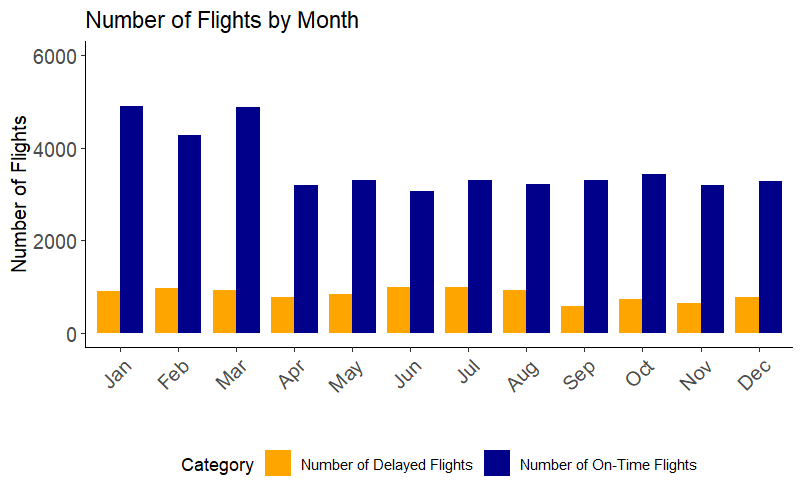 Number of Flights by Month
Number of Flights
6000
4000
2000
0
Jan Feb Mar Apr May Jun Jul Aug Sep Oct Nov Dec
Category Number of Delayed Flights Number of On-Time Flights